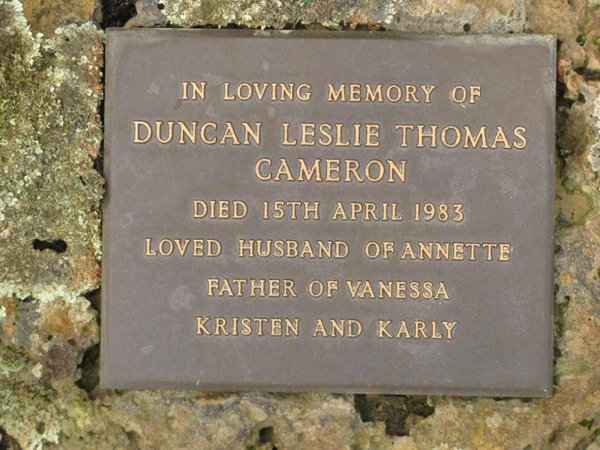 IN LOVING MEMORY OF
DUNCAN LESLIE THOMAS
CAMERON
DIED 15TH APRIL 1983
LOVED HUSBAND OF ANNETTE
FATHER OF VANESSA
KRISTEN AND KARLY